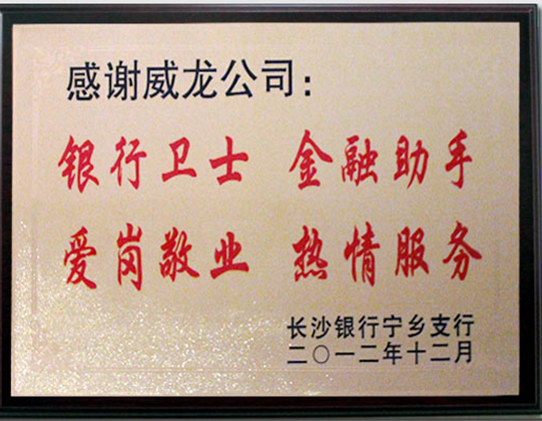 感谢威龙公司：
银行卫士 金融助手
爱岗敬业 热情服务
长沙银行宁乡支行
二〇一二年十二月